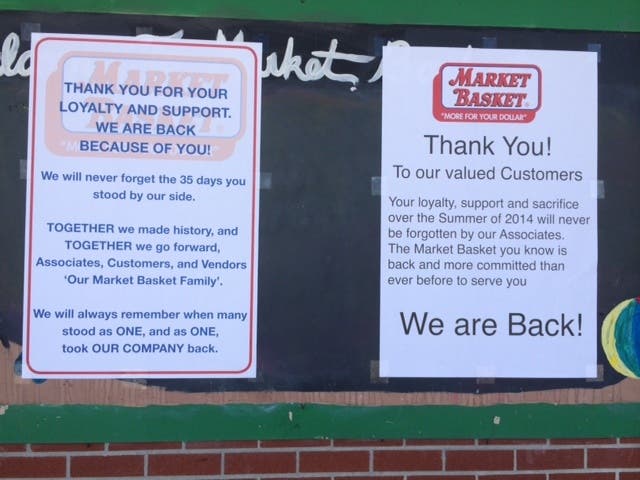 Market
MARKET
THANK YOU FOR YOUR
LOYALTY AND SUPPORT.
WE ARE BACK
BECAUSE OF YOU!
We will never forget the 35 days you
stood by our side.
TOGETHER we made history, and
TOGETHER we go forward,
Associates, Customers, and Vendors
'Our Market Basket Family'.
We will always remember when many
stood as ONE, and as ONE,
took OUR COMPANY back.
MARKET
BASKET
"MORE FOR YOUR DOLLAR"
Thank You!
To our valued Customers
Your loyalty, support and sacrifice
over the Summer of 2014 will never
be forgotten by our Associates.
The Market Basket you know is
back and more committed than
ever before to serve you
We are Back!